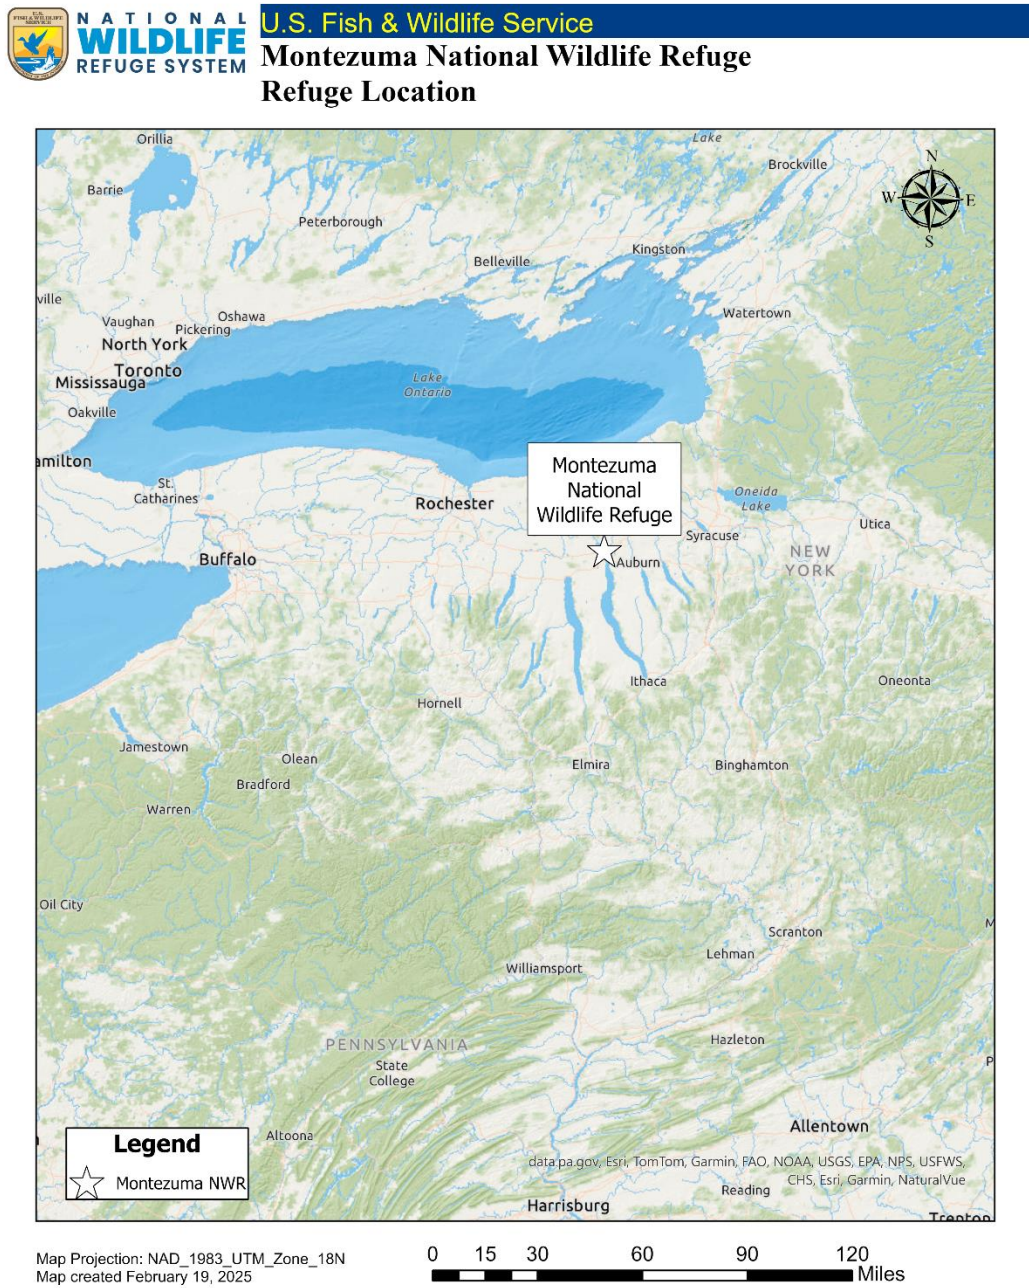 U.S.
FISH & WILDLIFE
SERVICE
NATIONAL
WILDLIFE
REFUGE SYSTEM
U.S. Fish & Wildlife Service
Montezuma National Wildlife Refuge
Refuge Location
Orillia
Lake
Brockville
Barrie
N
W
E
S
Peterborough
Kingston
Belleville
ville
Watertown
Vaughan
Oshawa
Pickering
North York
Toronto
Mississauga
Lake
Ontario
Oakville
amilton
Montezuma
National
Wildlife Refuge
St.
Catharines
Rochester
Oneida
Lake
Utica
Syracuse
Buffalo
Auburn
NEW
YORK
Ithaca
Oneonta
Hornell
Jamestown
Olean
Elmira
Binghamton
Bradford
Warren
Oil City
M
Scranton
Lehman
Williamsport
PENNSYLVANIA
Hazleton
State
College
P
Allentown
Altoona
Legend
Montezuma NWR
data.pa.gov, Esri, TomTom, Garmin, FAO, NOAA, USGS, EPA, NPS, USFWS,
CHS, Esri, Garmin, NaturalVue
Reading
Harrisburg
Trenton
Map Projection: NAD_1983_UTM_Zone_18N
Map created February 19, 2025
0 15 30 60 90 120
Miles